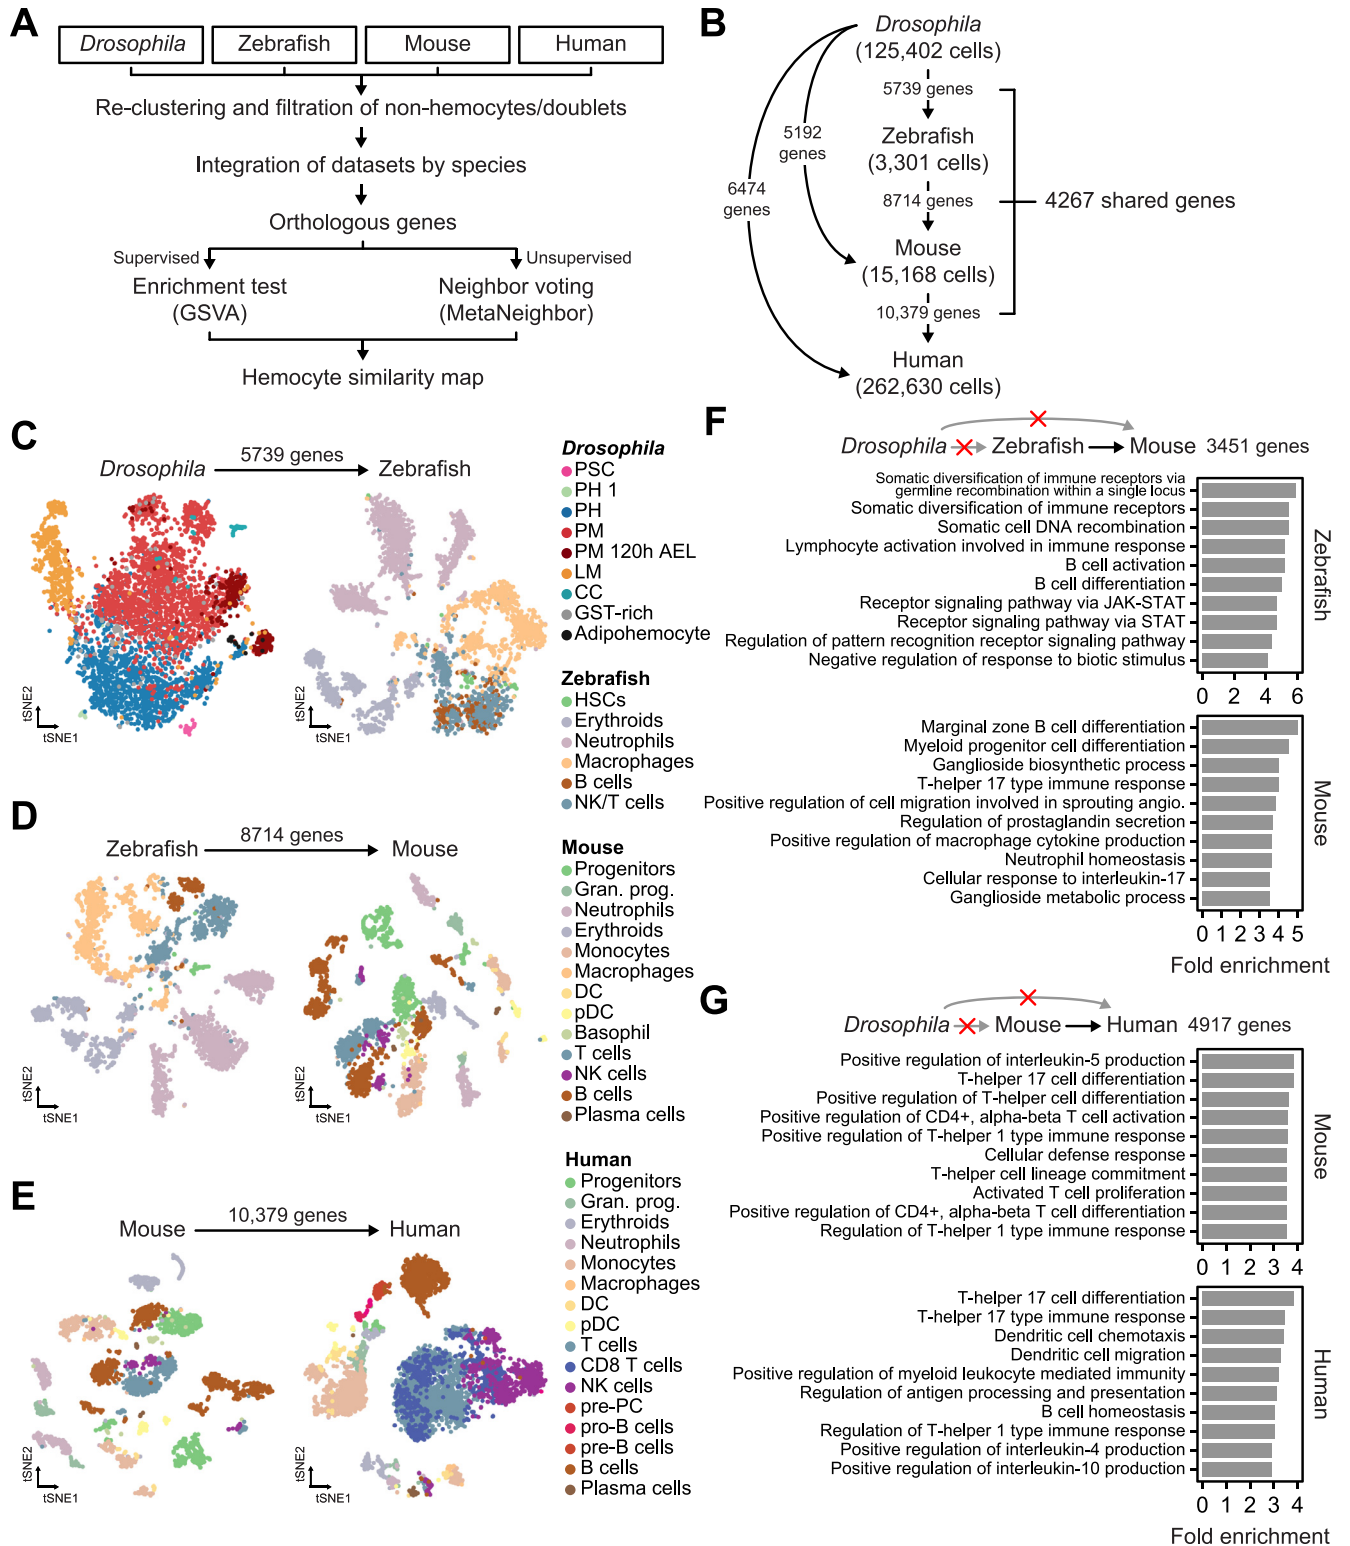 A
Drosophila
Zebrafish
Mouse
Human
Re-clustering and filtration of non-hemocytes/doublets
Integration of datasets by species
Orthologous genes
Supervised
Unsupervised
Enrichment test
(GSVA)
Neighbor voting
(MetaNeighbor)
Hemocyte similarity map
B
Drosophila
(125,402 cells)
5739 genes
Zebrafish
(3,301 cells)
8714 genes
Mouse
(15,168 cells)
10,379 genes
Human
(262,630 cells)
5192
genes
6474
genes
4267 shared genes
C
Drosophila
5739 genes
Zebrafish
tSNE2
tSNE1
tSNE2
tSNE1
Drosophila
PSC
PH 1
PH
PM
PM 120h AEL
LM
CC
GST-rich
Adipohemocyte
Zebrafish
HSCs
Erythroids
Neutrophils
Macrophages
B cells
NK/T cells
D
Zebrafish
8714 genes
Mouse
tSNE2
tSNE1
tSNE2
tSNE1
Mouse
Progenitors
Gran. prog.
Neutrophils
Erythroids
Monocytes
Macrophages
DC
pDC
Basophil
T cells
NK cells
B cells
Plasma cells
E
Mouse
10,379 genes
Human
tSNE2
tSNE1
tSNE2
tSNE1
Human
Progenitors
Gran. prog.
Erythroids
Neutrophils
Monocytes
Macrophages
DC
pDC
T cells
CD8 T cells
NK cells
pre-PC
pro-B cells
pre-B cells
B cells
Plasma cells
F
Drosophila
Zebrafish
Mouse
3451 genes
Somatic diversification of immune receptors via
germline recombination within a single locus
Somatic diversification of immune receptors
Somatic cell DNA recombination
Lymphocyte activation involved in immune response
B cell activation
B cell differentiation
Receptor signaling pathway via JAK-STAT
Receptor signaling pathway via STAT
Regulation of pattern recognition receptor signaling pathway
Negative regulation of response to biotic stimulus
0 2 4 6
Zebrafish
Marginal zone B cell differentiation
Myeloid progenitor cell differentiation
Ganglioside biosynthetic process
T-helper 17 type immune response
Positive regulation of cell migration involved in sprouting angio.
Regulation of prostaglandin secretion
Positive regulation of macrophage cytokine production
Neutrophil homeostasis
Cellular response to interleukin-17
Ganglioside metabolic process
0 1 2 3 4 5
Mouse
Fold enrichment
G
Drosophila
Mouse
Human
4917 genes
Positive regulation of interleukin-5 production
T-helper 17 cell differentiation
Positive regulation of T-helper cell differentiation
Positive regulation of CD4+, alpha-beta T cell activation
Positive regulation of T-helper 1 type immune response
Cellular defense response
T-helper cell lineage commitment
Activated T cell proliferation
Positive regulation of CD4+, alpha-beta T cell differentiation
Regulation of T-helper 1 type immune response
0 1 2 3 4
Mouse
T-helper 17 cell differentiation
T-helper 17 type immune response
Dendritic cell chemotaxis
Dendritic cell migration
Positive regulation of myeloid leukocyte mediated immunity
Regulation of antigen processing and presentation
B cell homeostasis
Regulation of T-helper 1 type immune response
Positive regulation of interleukin-4 production
Positive regulation of interleukin-10 production
0 1 2 3 4
Human
Fold enrichment